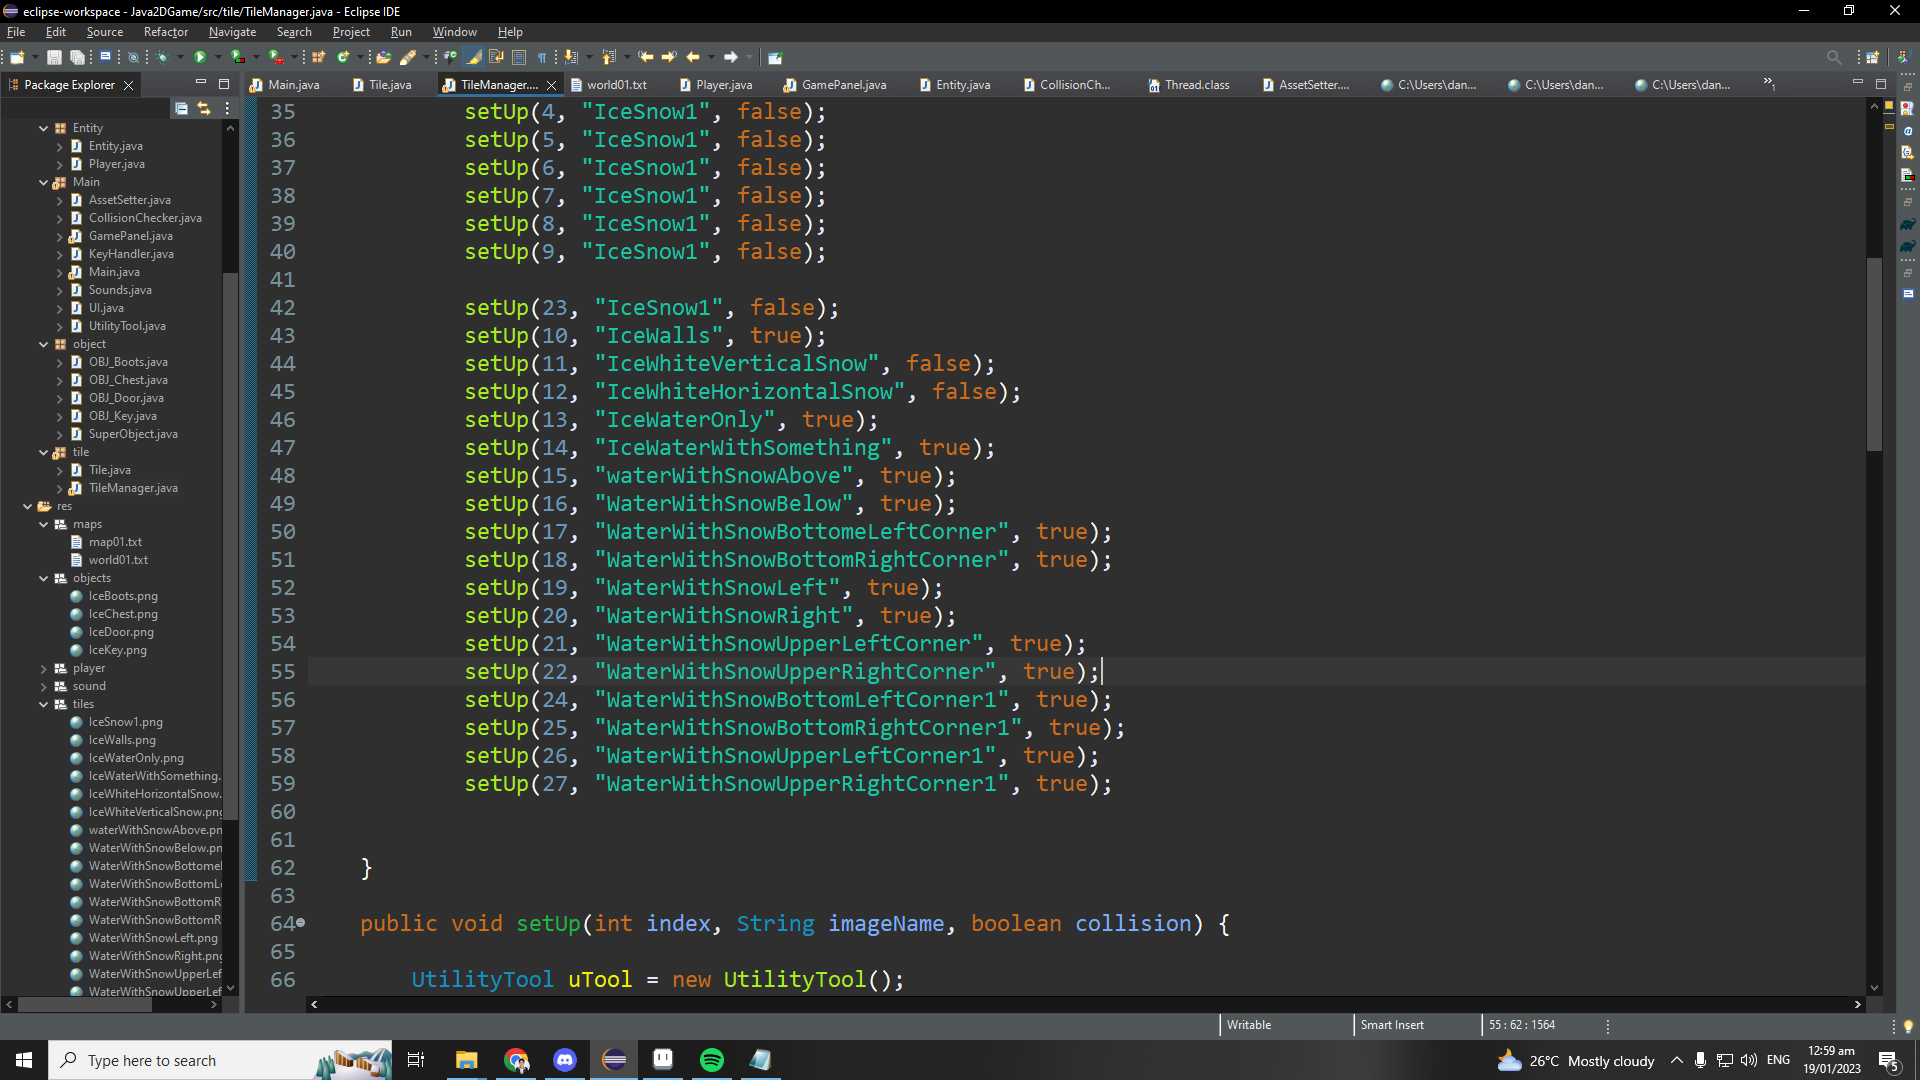 eclipse-workspace - Java2DGame/src/tile/TileManager.java - Eclipse IDE
File Edit Source Refactor Navigate Search Project Run Window Help
Package Explorer
Main.java Tile.java TileManager.... world01.txt Player.java GamePanel.java Entity.java CollisionCh... Thread.class AssetSetter.... C:\Users\dan... C:\Users\dan... C:\Users\dan... »1
Entity
Entity.java
Player.java
Main
AssetSetter.java
CollisionChecker.java
GamePanel.java
KeyHandler.java
Main.java
Sounds.java
UI.java
UtilityTool.java
object
OBJ_Boots.java
OBJ_Chest.java
OBJ_Door.java
OBJ_Key.java
SuperObject.java
tile
Tile.java
TileManager.java
res
maps
map01.txt
world01.txt
objects
IceBoots.png
IceChest.png
IceDoor.png
IceKey.png
player
sound
tiles
IceSnow1.png
IceWalls.png
IceWaterOnly.png
IceWaterWithSomething.
IceWhiteHorizontalSnow.
IceWhiteVerticalSnow.png
waterWithSnowAbove.pn
WaterWithSnowBelow.pn
WaterWithSnowBottomel
WaterWithSnowBottomL
WaterWithSnowBottomR
WaterWithSnowBottomR
WaterWithSnowLeft.png
WaterWithSnowRight.png
WaterWithSnowUpperLef
WaterWithSnowUpperLef
35 setUp(4, "IceSnow1", false);
36 setUp(5, "IceSnow1", false);
37 setUp(6, "IceSnow1", false);
38 setUp(7, "IceSnow1", false);
39 setUp(8, "IceSnow1", false);
40 setUp(9, "IceSnow1", false);
41
42 setUp(23, "IceSnow1", false);
43 setUp(10, "IceWalls", true);
44 setUp(11, "IceWhiteVerticalSnow", false);
45 setUp(12, "IceWhiteHorizontalSnow", false);
46 setUp(13, "IceWaterOnly", true);
47 setUp(14, "IceWaterWithSomething", true);
48 setUp(15, "waterWithSnowAbove", true);
49 setUp(16, "WaterWithSnowBelow", true);
50 setUp(17, "WaterWithSnowBottomeLeftCorner", true);
51 setUp(18, "WaterWithSnowBottomRightCorner", true);
52 setUp(19, "WaterWithSnowLeft", true);
53 setUp(20, "WaterWithSnowRight", true);
54 setUp(21, "WaterWithSnowUpperLeftCorner", true);
55 setUp(22, "WaterWithSnowUpperRightCorner", true);
56 setUp(24, "WaterWithSnowBottomLeftCorner1", true);
57 setUp(25, "WaterWithSnowBottomRightCorner1", true);
58 setUp(26, "WaterWithSnowUpperLeftCorner1", true);
59 setUp(27, "WaterWithSnowUpperRightCorner1", true);
60
61
62 }
63
64 public void setUp(int index, String imageName, boolean collision) {
65
66 UtilityTool uTool = new UtilityTool();
Writable Smart Insert 55 : 62 : 1564
Type here to search
26°C Mostly cloudy ENG 12:59 am
19/01/2023
5